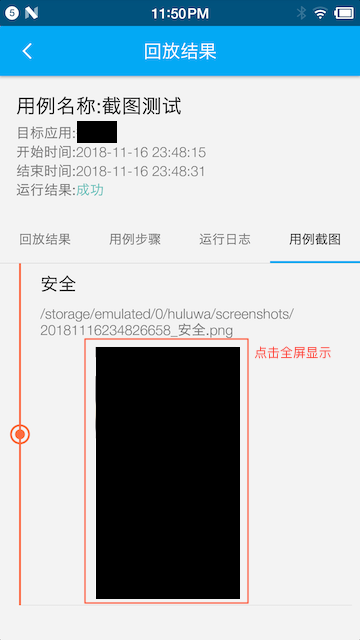 5 11:50PM
回放结果
用例名称:截图测试
目标应用:
开始时间:2018-11-16 23:48:15
结束时间:2018-11-16 23:48:31
运行结果:成功
回放结果 用例步骤 运行日志 用例截图
安全
/storage/emulated/0/huluwa/screenshots/
20181116234826658_安全.png
点击全屏显示